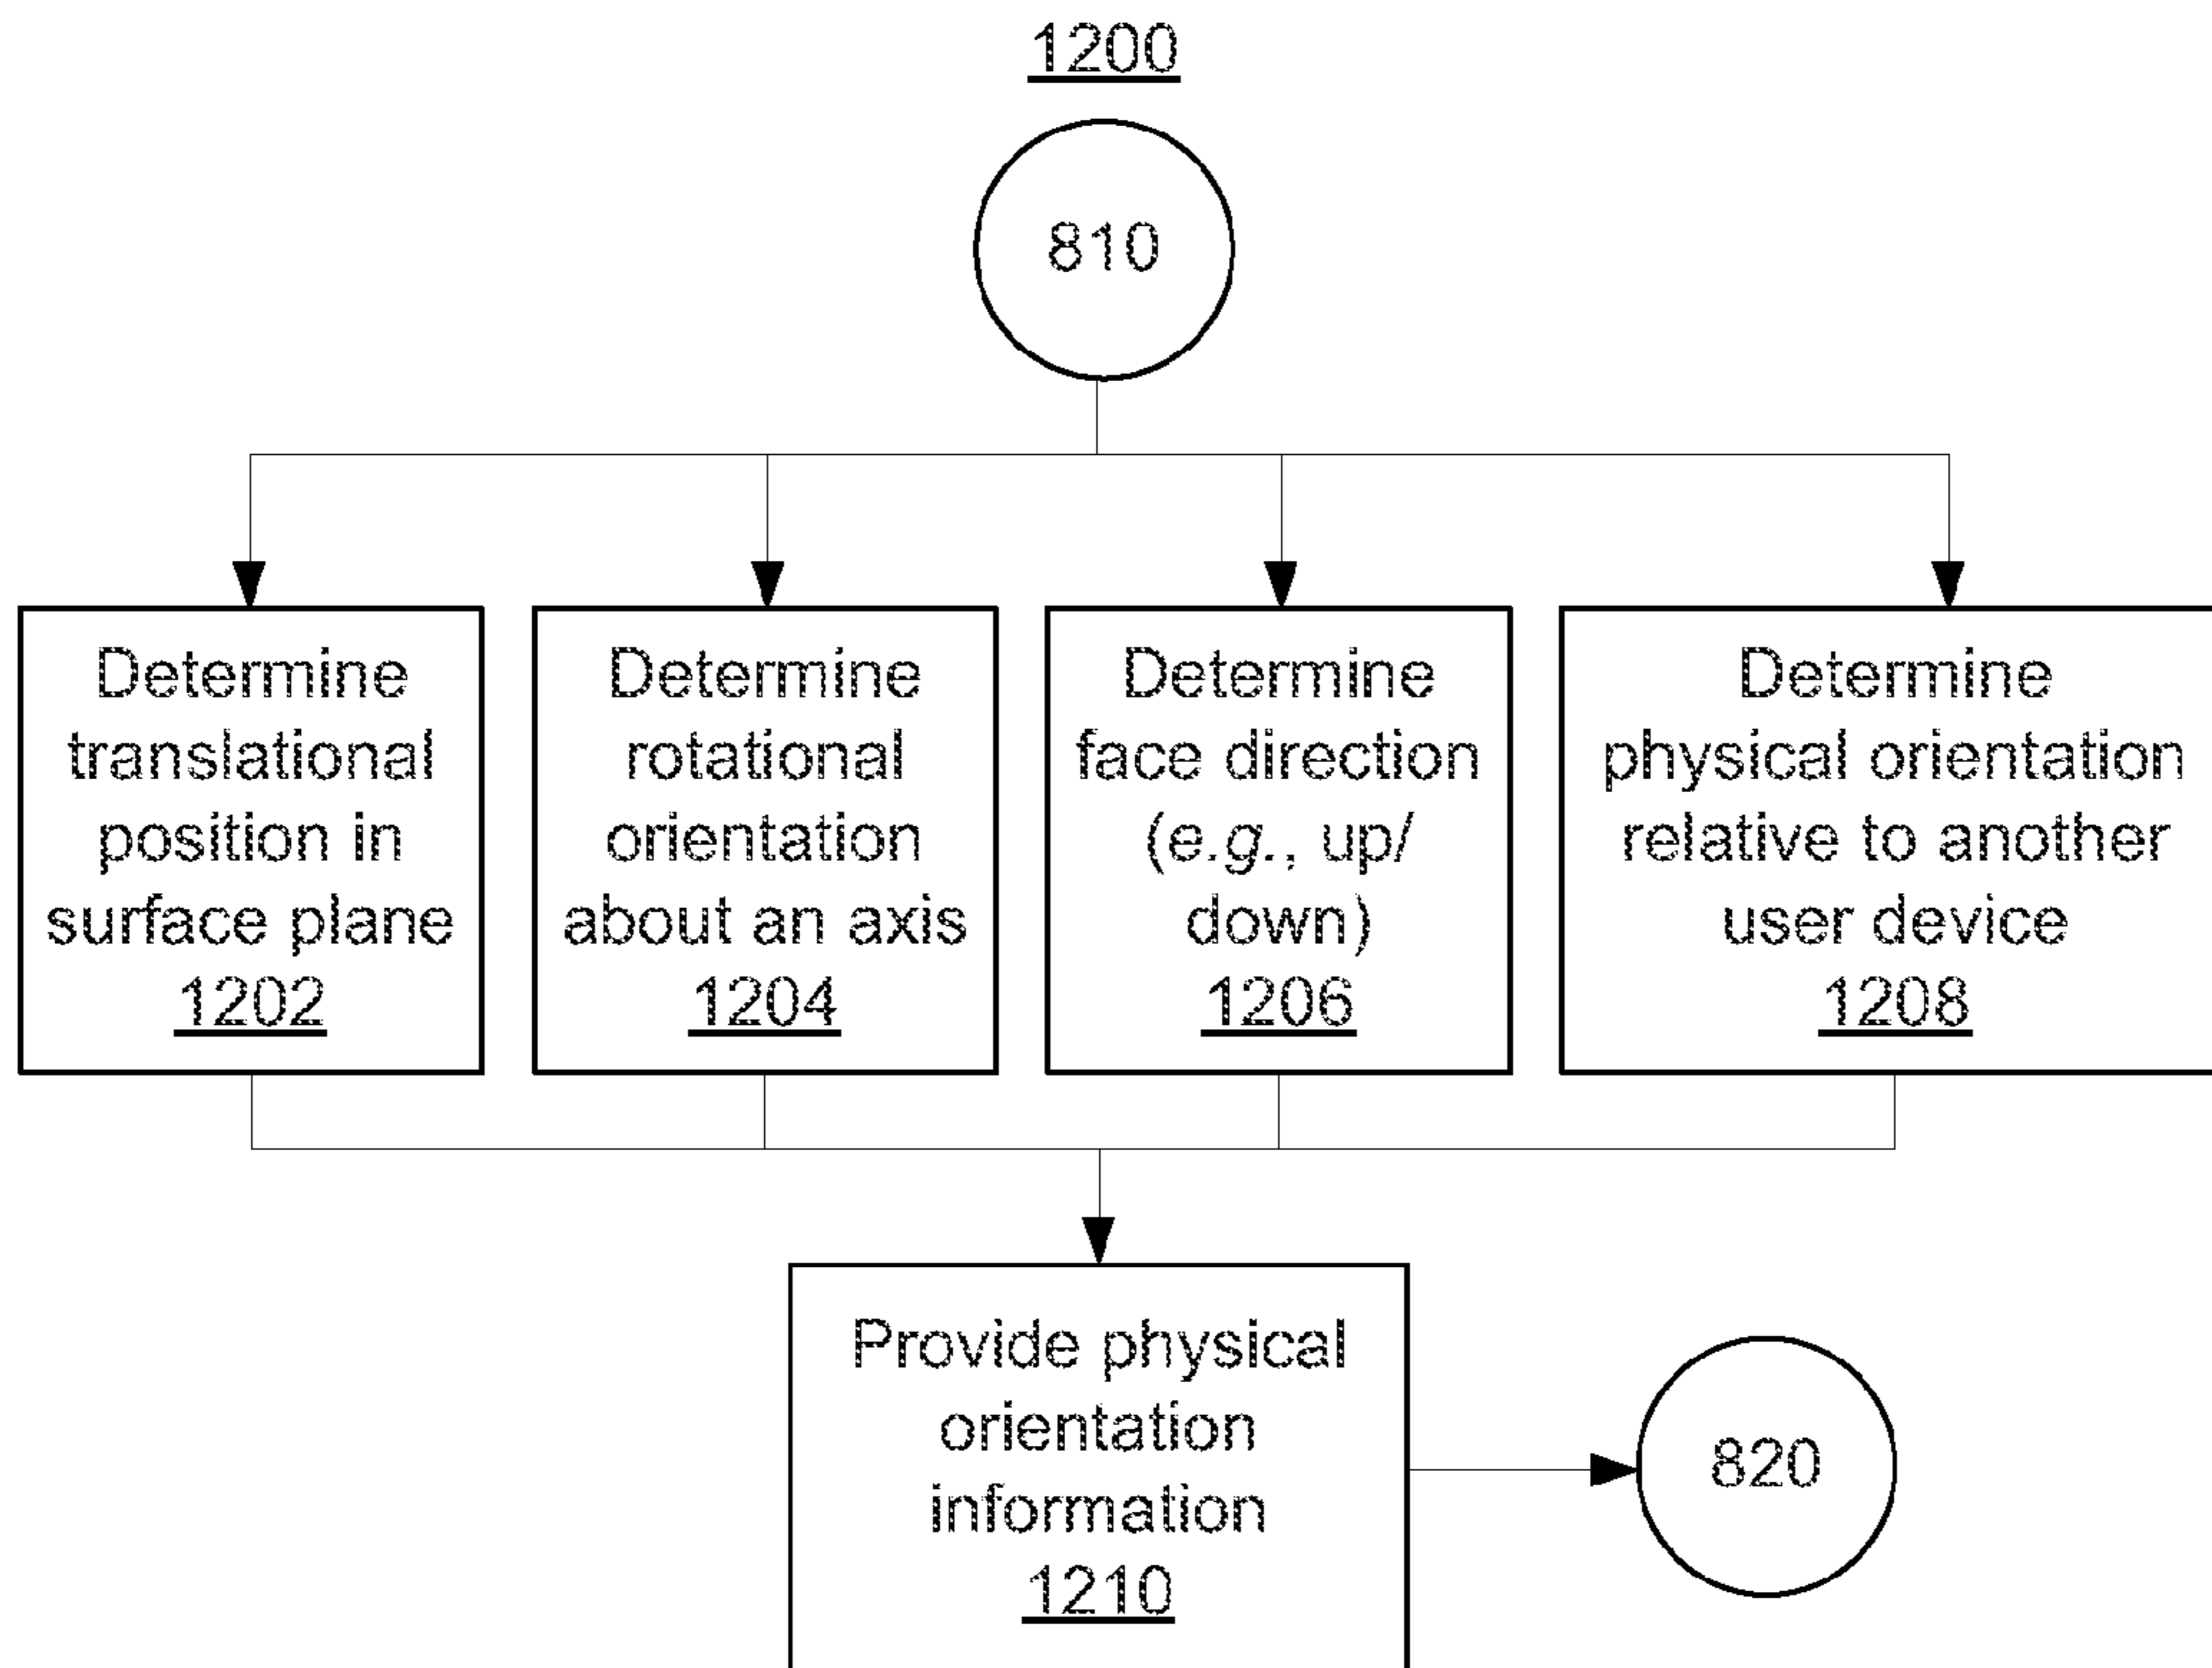 1200
810
Determine
translational
position in
surface plane
1202
Determine
rotational
orientation
about an axis
1204
Determine
face direction
(e.g., up/
down)
1206
Determine
physical orientation
relative to another
user device
1208
Provide physical
orientation
information
1210
820